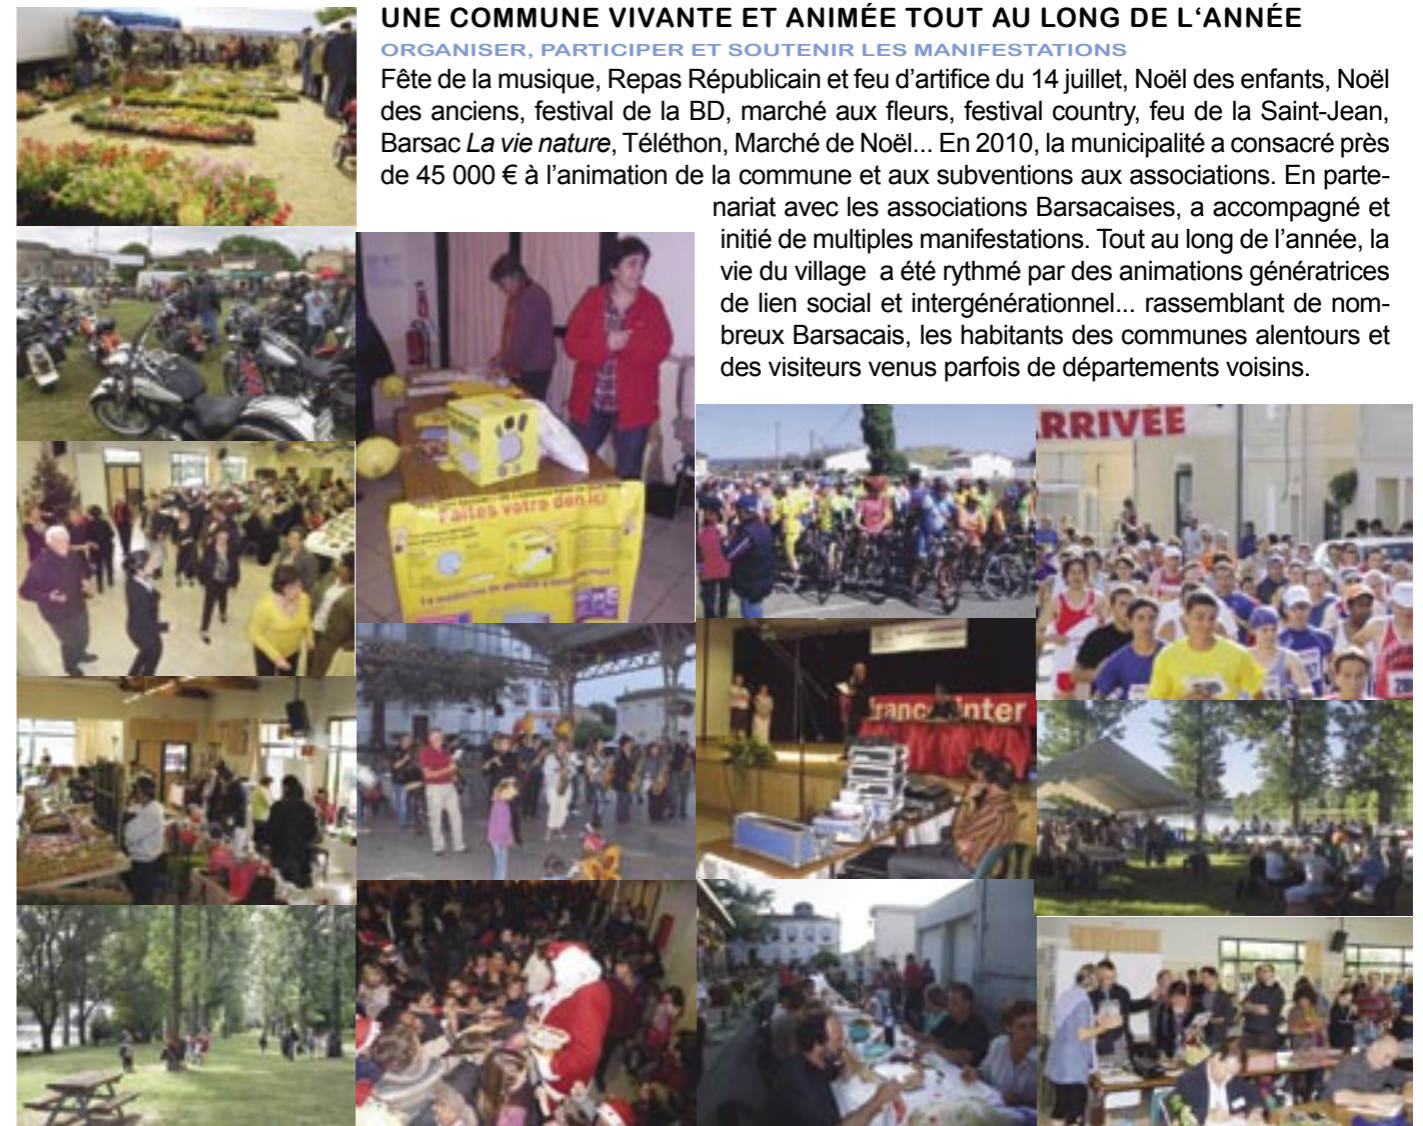 UNE COMMUNE VIVANTE ET ANIMÉE TOUT AU LONG DE L‘ANNÉE
ORGANISER, PARTICIPER ET SOUTENIR LES MANIFESTATIONS
Fête de la musique, Repas Républicain et feu d’artifice du 14 juillet, Noël des enfants, Noël
des anciens, festival de la BD, marché aux fleurs, festival country, feu de la Saint-Jean,
Barsac La vie nature, Téléthon, Marché de Noël... En 2010, la municipalité a consacré près
de 45 000 € à l’animation de la commune et aux subventions aux associations. En parte-
nariat avec les associations Barsacaises, a accompagné et
initié de multiples manifestations. Tout au long de l’année, la
vie du village a été rythmé par des animations génératrices
de lien social et intergénérationnel... rassemblant de nom-
breux Barsacais, les habitants des communes alentours et
des visiteurs venus parfois de départements voisins.
Faites votre don ici
RRIVÉE
france inter